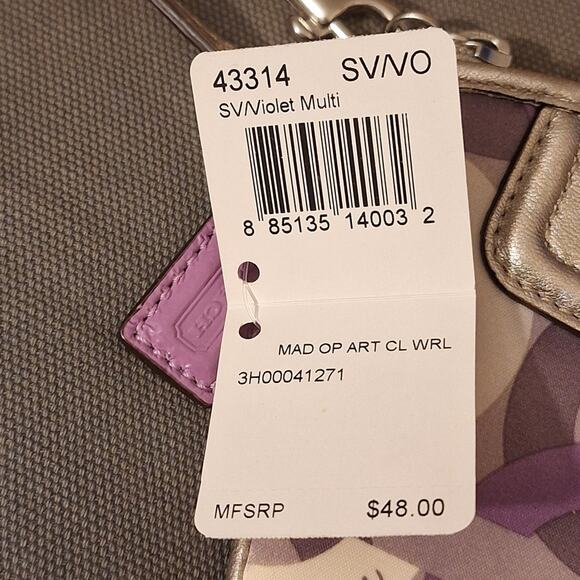 43314 SV/VO
SV/Violet Multi
8 85135 14003 2
MAD OP ART CL WRL
3H00041271
MFSRP $48.00